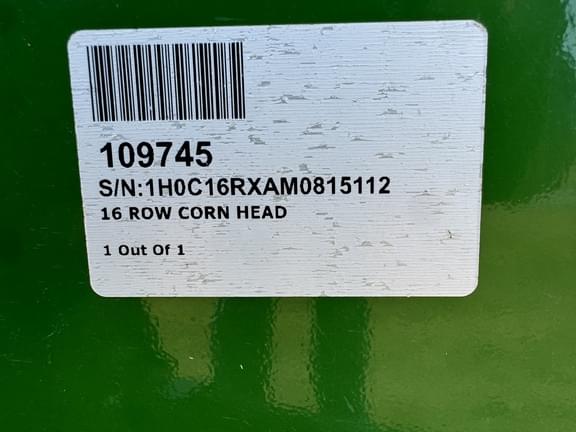 109745
S/N:1H0C16RXAM0815112
16 ROW CORN HEAD
1 Out Of 1